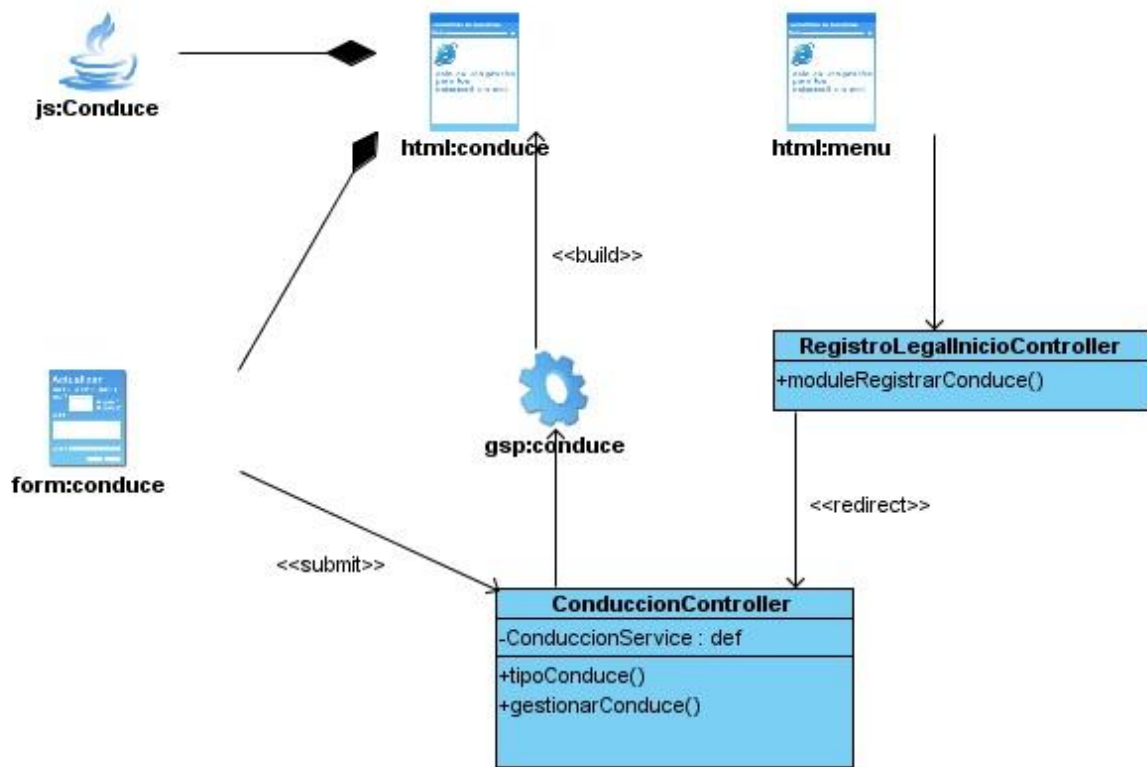 js:Conduce
html:conduce
html:menu
<<build>>
RegistroLegalInicioController
+moduleRegistrarConduce()
gsp:conduce
Actualizar
form:conduce
<<redirect>>
<<submit>>
ConduccionController
-ConduccionService : def
+tipoConduce()
+gestionarConduce()